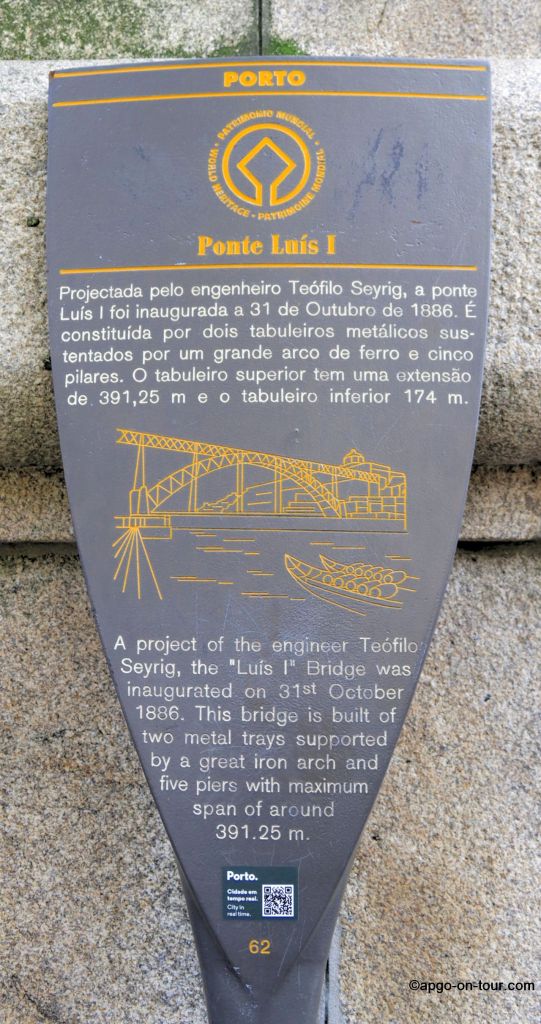 PORTO
PATRIMONIO MUNDIAL • WORLD HERITAGE • PATRIMOINE MONDIAL •
Ponte Luís I
Projectada pelo engenheiro Teófilo Seyrig, a ponte
Luís I foi inaugurada a 31 de Outubro de 1886. É
constituída por dois tabuleiros metálicos sus-
tentados por um grande arco de ferro e cinco
pilares. O tabuleiro superior tem uma extensão
de 391,25 m e o tabuleiro inferior 174 m.
A project of the engineer Teófilo
Seyrig, the "Luís I" Bridge was
inaugurated on 31st October
1886. This bridge is built of
two metal trays supported
by a great iron arch and
five piers with maximum
span of around
391.25 m.
Porto.
Cidade em
tempo real.
City in
real time.
62
©apgo-on-tour.com